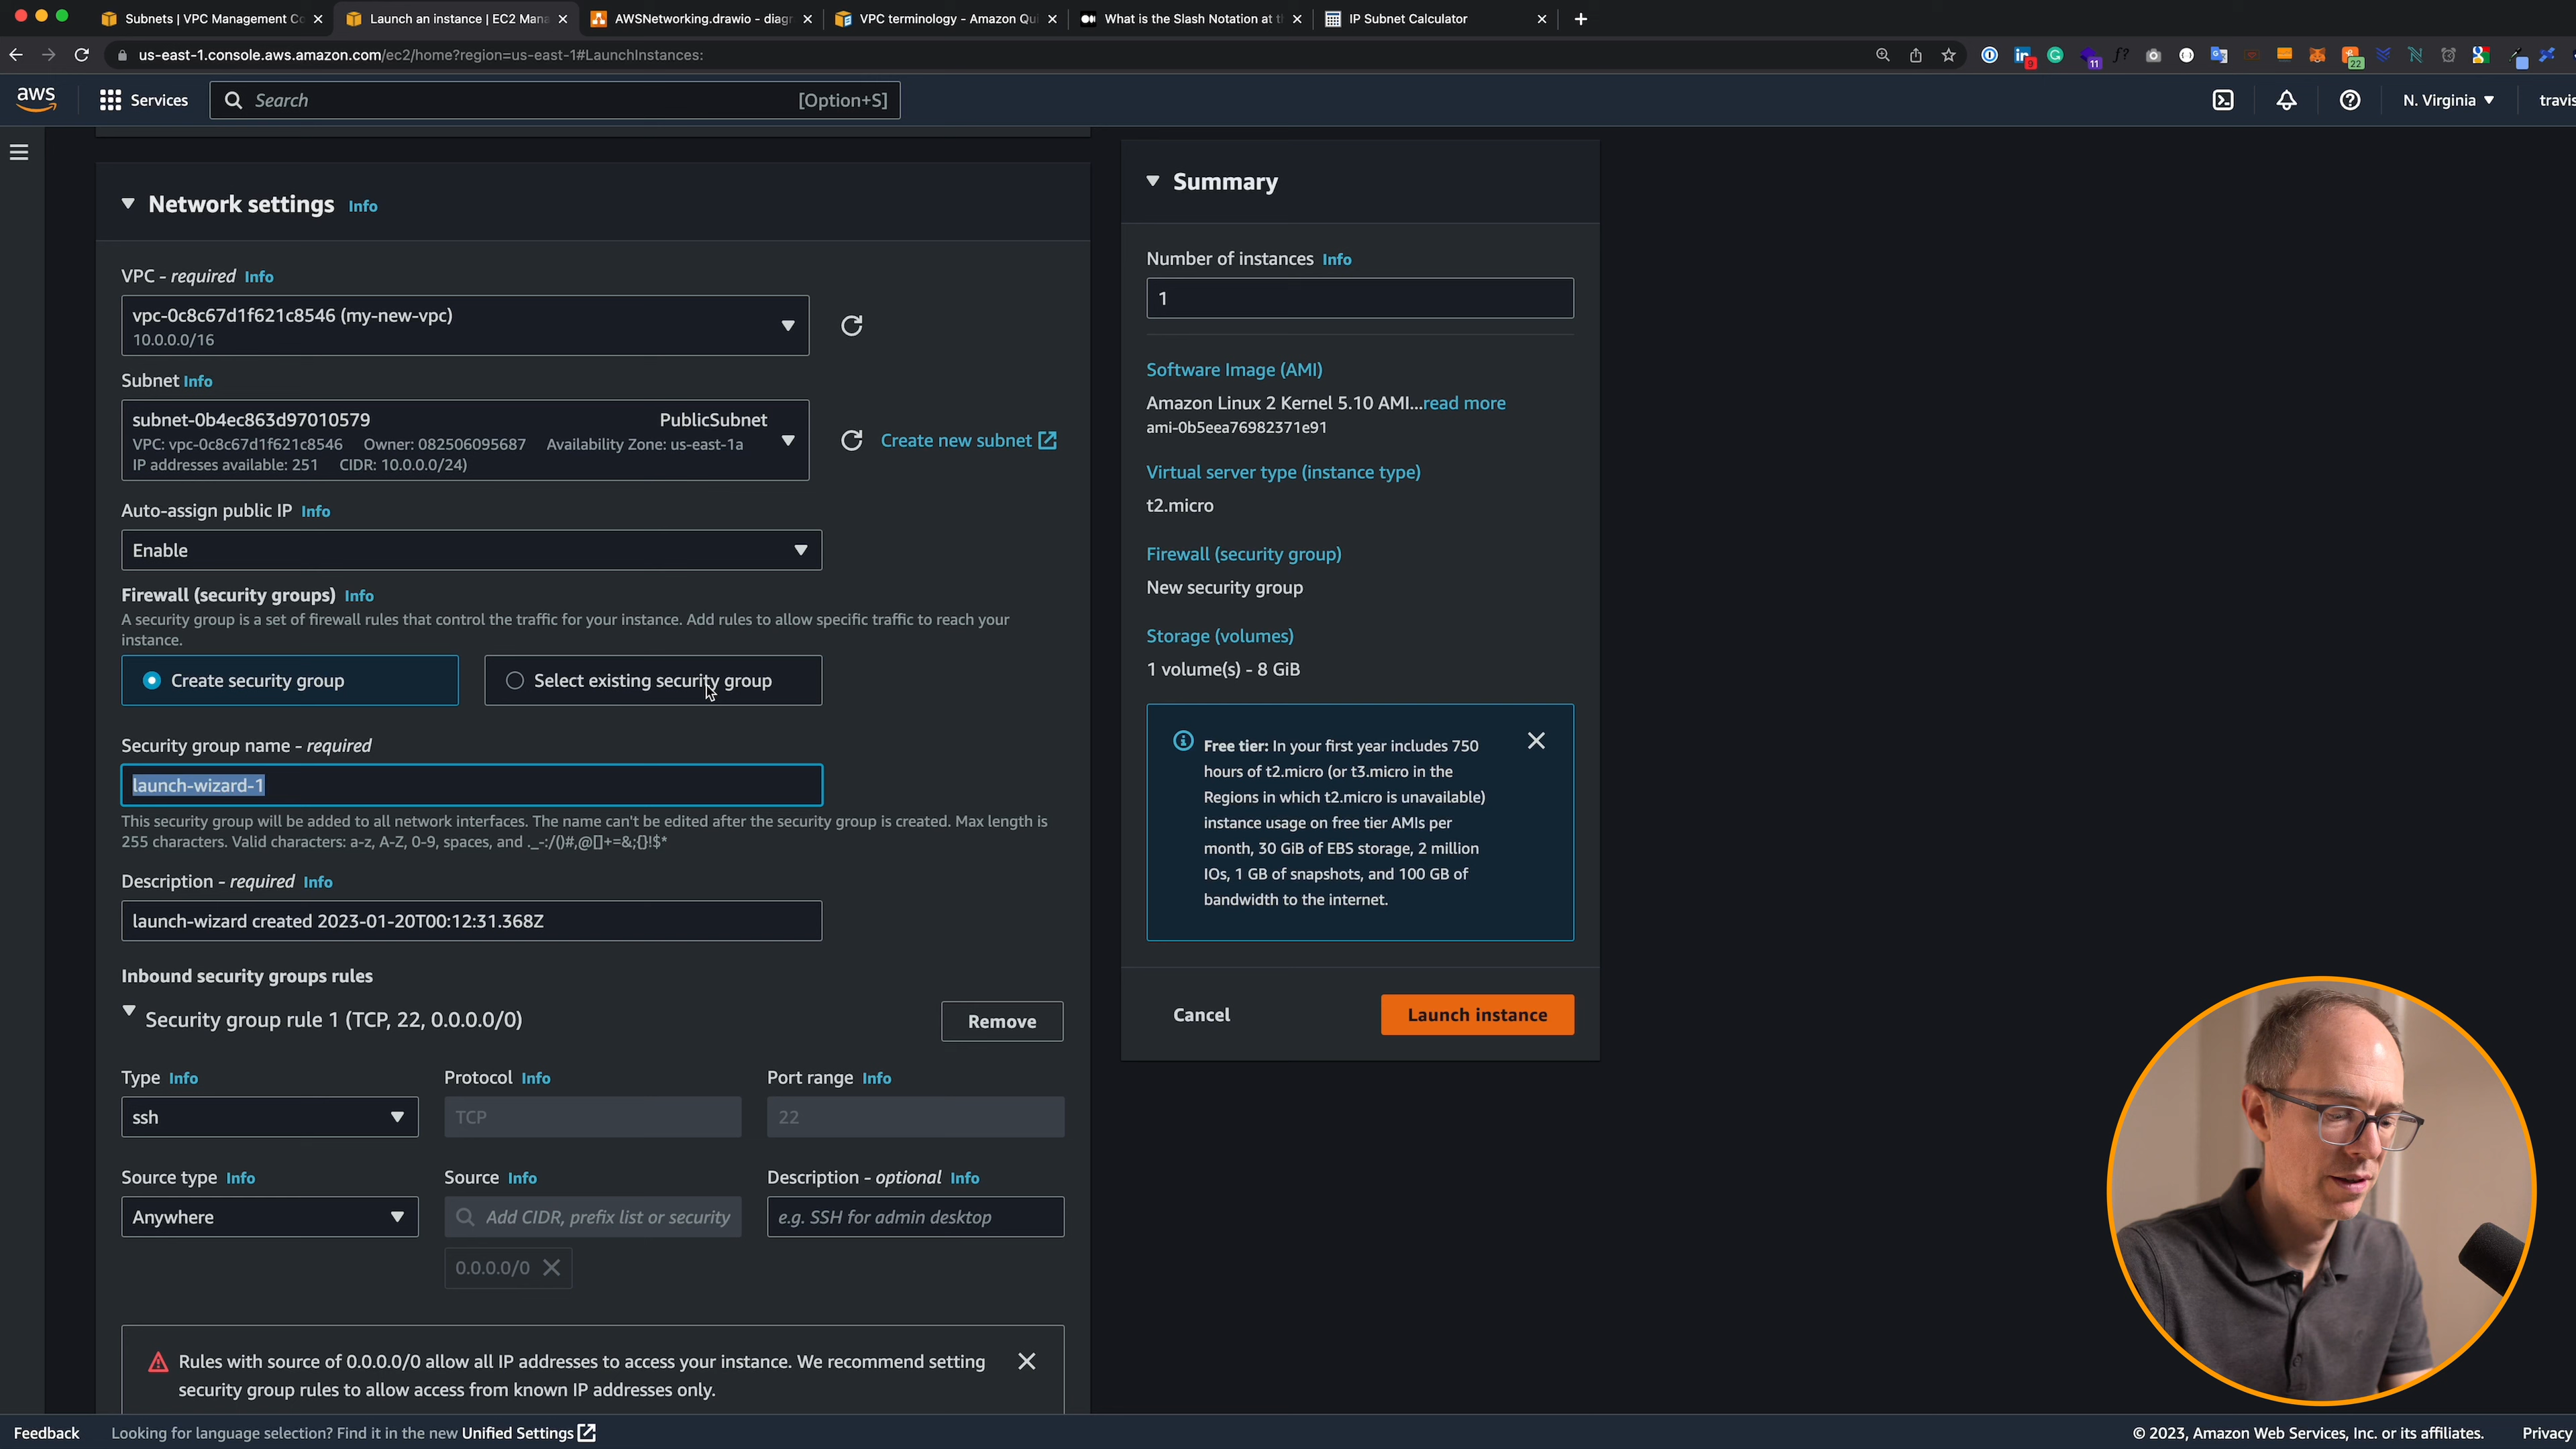 Subnets | VPC Management Co
Launch an instance | EC2 Mana
AWSNetworking.drawio - diagr
VPC terminology - Amazon Qui
What is the Slash Notation at th
IP Subnet Calculator
us-east-1.console.aws.amazon.com/ec2/home?region=us-east-1#LaunchInstances:
aws
Services
Search
[Option+S]
N. Virginia
travis
Network settings Info
VPC - required Info
vpc-0c8c67d1f621c8546 (my-new-vpc)
10.0.0.0/16
Subnet Info
subnet-0b4ec863d97010579 PublicSubnet
VPC: vpc-0c8c67d1f621c8546 Owner: 082506095687 Availability Zone: us-east-1a
IP addresses available: 251 CIDR: 10.0.0.0/24)
Create new subnet
Auto-assign public IP Info
Enable
Firewall (security groups) Info
A security group is a set of firewall rules that control the traffic for your instance. Add rules to allow specific traffic to reach your
instance.
Create security group
Select existing security group
Security group name - required
launch-wizard-1
This security group will be added to all network interfaces. The name can't be edited after the security group is created. Max length is
255 characters. Valid characters: a-z, A-Z, 0-9, spaces, and ._-:/()#,@[]+=&;{}!$*
Description - required Info
launch-wizard created 2023-01-20T00:12:31.368Z
Inbound security groups rules
Security group rule 1 (TCP, 22, 0.0.0.0/0)
Remove
Type Info
Protocol Info
Port range Info
ssh
TCP
22
Source type Info
Source Info
Description - optional Info
Anywhere
Add CIDR, prefix list or security
e.g. SSH for admin desktop
0.0.0.0/0
Rules with source of 0.0.0.0/0 allow all IP addresses to access your instance. We recommend setting
security group rules to allow access from known IP addresses only.
Summary
Number of instances Info
1
Software Image (AMI)
Amazon Linux 2 Kernel 5.10 AMI...read more
ami-0b5eea76982371e91
Virtual server type (instance type)
t2.micro
Firewall (security group)
New security group
Storage (volumes)
1 volume(s) - 8 GiB
Free tier: In your first year includes 750
hours of t2.micro (or t3.micro in the
Regions in which t2.micro is unavailable)
instance usage on free tier AMIs per
month, 30 GiB of EBS storage, 2 million
IOs, 1 GB of snapshots, and 100 GB of
bandwidth to the internet.
Cancel
Launch instance
Feedback
Looking for language selection? Find it in the new Unified Settings
© 2023, Amazon Web Services, Inc. or its affiliates.
Privacy